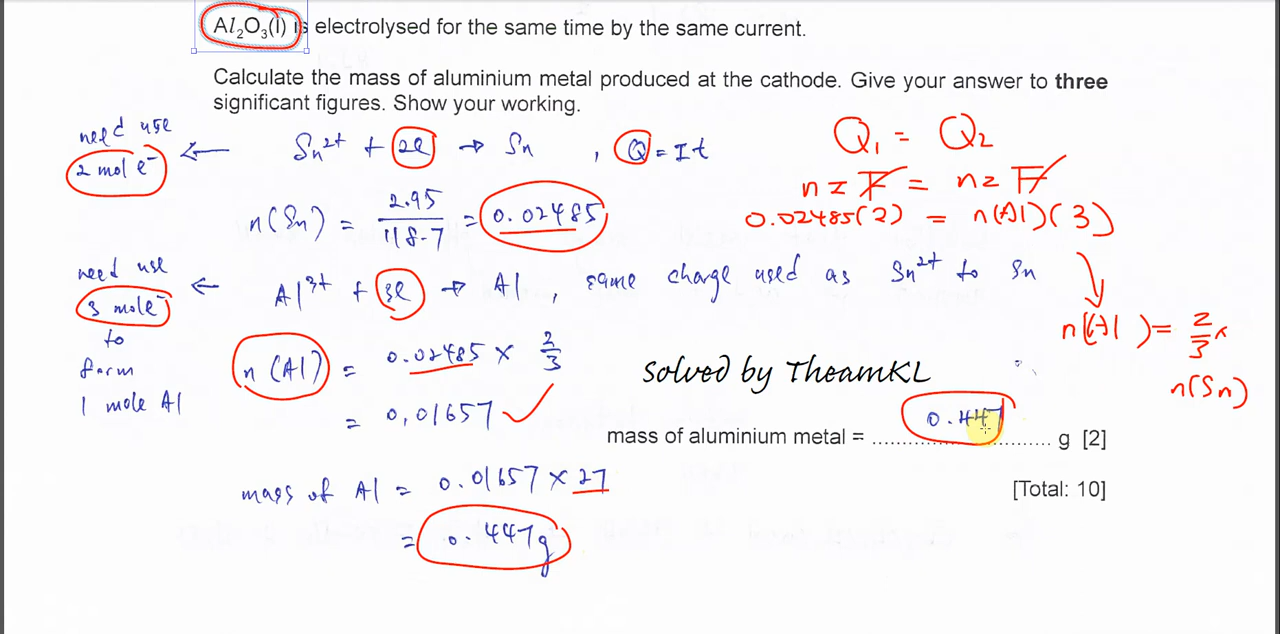 Al₂O₃(l) is electrolysed for the same time by the same current.
Calculate the mass of aluminium metal produced at the cathode. Give your answer to three
significant figures. Show your working.
need use
2 mol e⁻ ← Sn²⁺ + 2e → Sn , Q = It
Q₁ = Q₂
n z F = n z F
0.02485(2) = n(Al)(3)
n(Sn) = 2.95/118.7 = 0.02485
need use
3 mole⁻ ← Al³⁺ + 3e → Al , same charge used as Sn²⁺ to Sn
to
form
1 mole Al
n(Al) = 2/3 x
n(Sn)
n(Al) = 0.02485 × 2/3
= 0.01657 ✓
Solved by TheamKL
mass of aluminium metal = 0.447 g [2]
mass of Al = 0.01657 × 27
= 0.447g
[Total: 10]